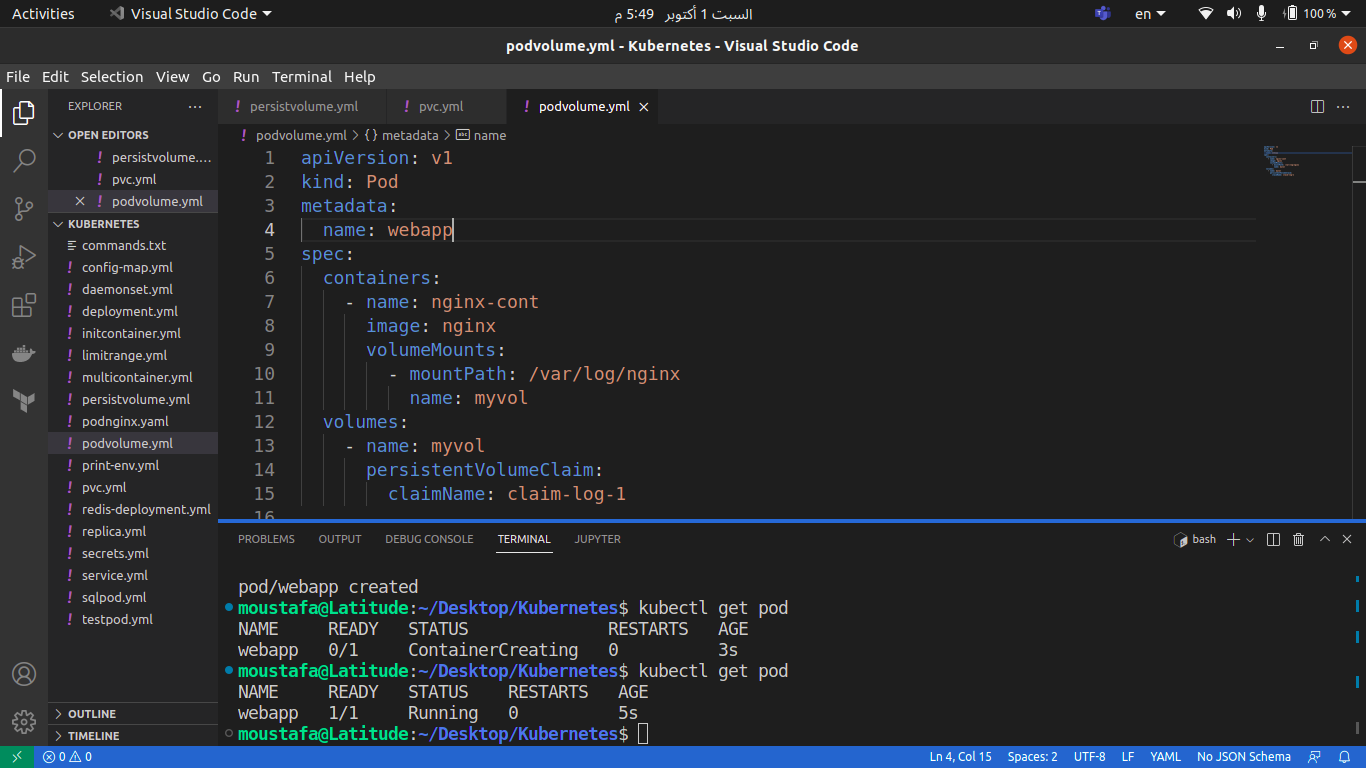 Activities Visual Studio Code السبت 1 أكتوبر 5:49 م en 100 %
podvolume.yml - Kubernetes - Visual Studio Code
File Edit Selection View Go Run Terminal Help
EXPLORER
OPEN EDITORS
! persistvolume....
! pvc.yml
! podvolume.yml
KUBERNETES
commands.txt
! config-map.yml
! daemonset.yml
! deployment.yml
! initcontainer.yml
! limitrange.yml
! multicontainer.yml
! persistvolume.yml
! podnginx.yaml
! podvolume.yml
! print-env.yml
! pvc.yml
! redis-deployment.yml
! replica.yml
! secrets.yml
! service.yml
! sqlpod.yml
! testpod.yml
OUTLINE
TIMELINE
! persistvolume.yml ! pvc.yml ! podvolume.yml
! podvolume.yml > {} metadata > abc name
1 apiVersion: v1
2 kind: Pod
3 metadata:
4   name: webapp
5 spec:
6   containers:
7     - name: nginx-cont
8       image: nginx
9       volumeMounts:
10         - mountPath: /var/log/nginx
11           name: myvol
12   volumes:
13     - name: myvol
14       persistentVolumeClaim:
15         claimName: claim-log-1
16
PROBLEMS OUTPUT DEBUG CONSOLE TERMINAL JUPYTER bash
pod/webapp created
moustafa@Latitude:~/Desktop/Kubernetes$ kubectl get pod
NAME     READY   STATUS              RESTARTS   AGE
webapp   0/1     ContainerCreating   0          3s
moustafa@Latitude:~/Desktop/Kubernetes$ kubectl get pod
NAME     READY   STATUS    RESTARTS   AGE
webapp   1/1     Running   0          5s
moustafa@Latitude:~/Desktop/Kubernetes$
0 0 Ln 4, Col 15 Spaces: 2 UTF-8 LF YAML No JSON Schema